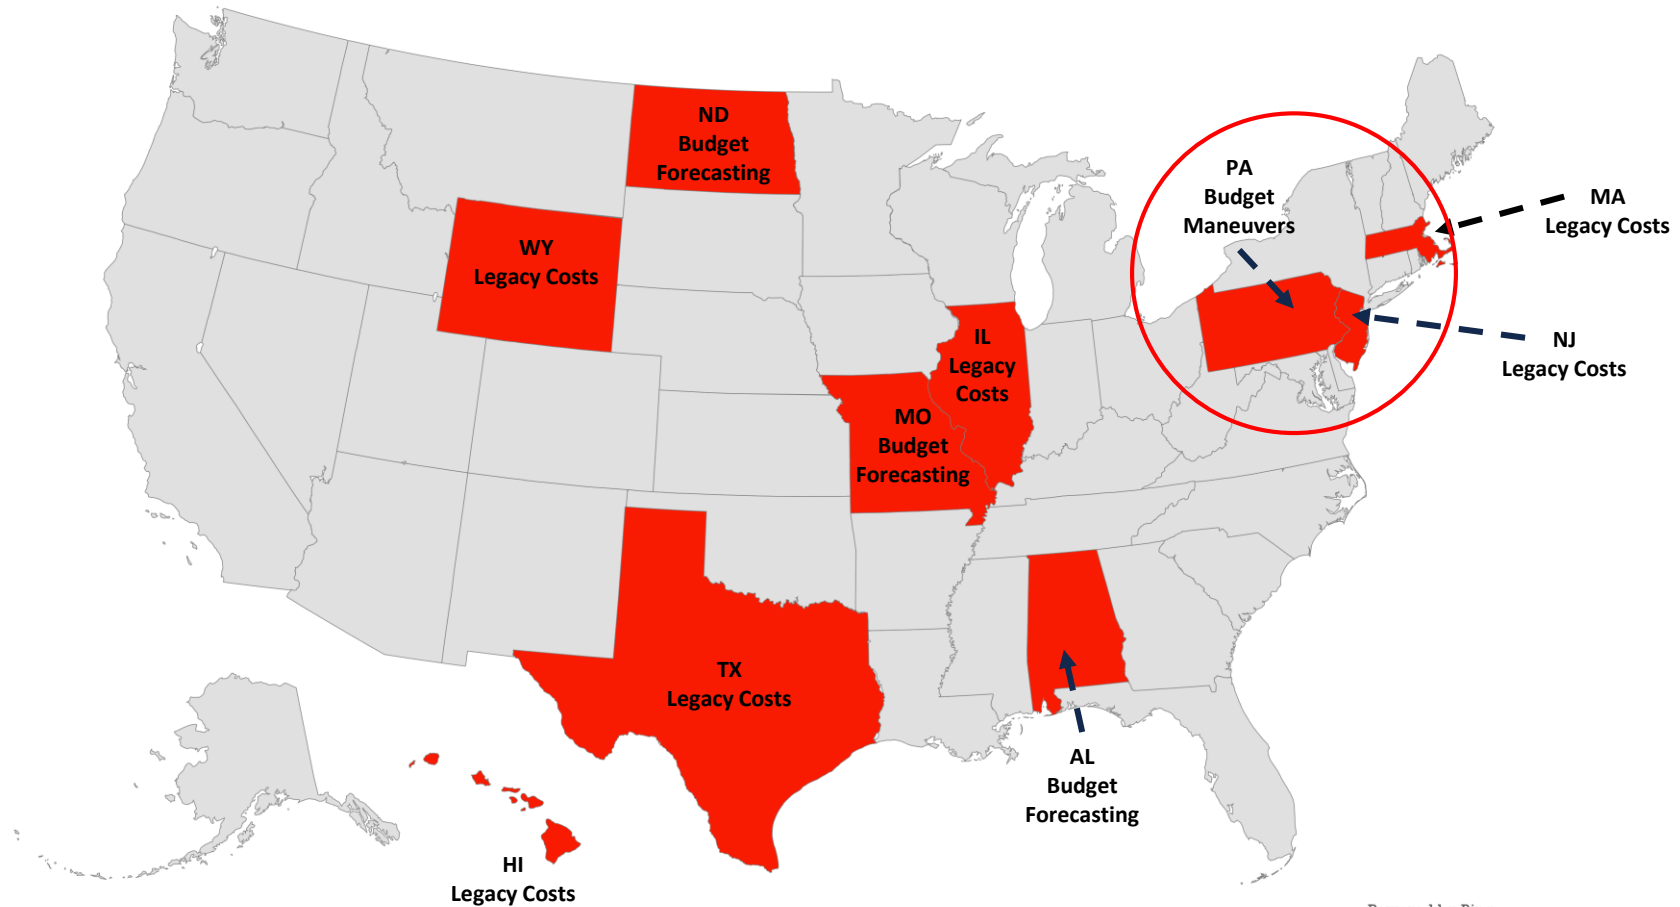 ND
Budget
Forecasting
PA
Budget
Maneuvers
MA
Legacy Costs
WY
Legacy Costs
IL
Legacy
Costs
NJ
Legacy Costs
MO
Budget
Forecasting
TX
Legacy Costs
AL
Budget
Forecasting
HI
Legacy Costs